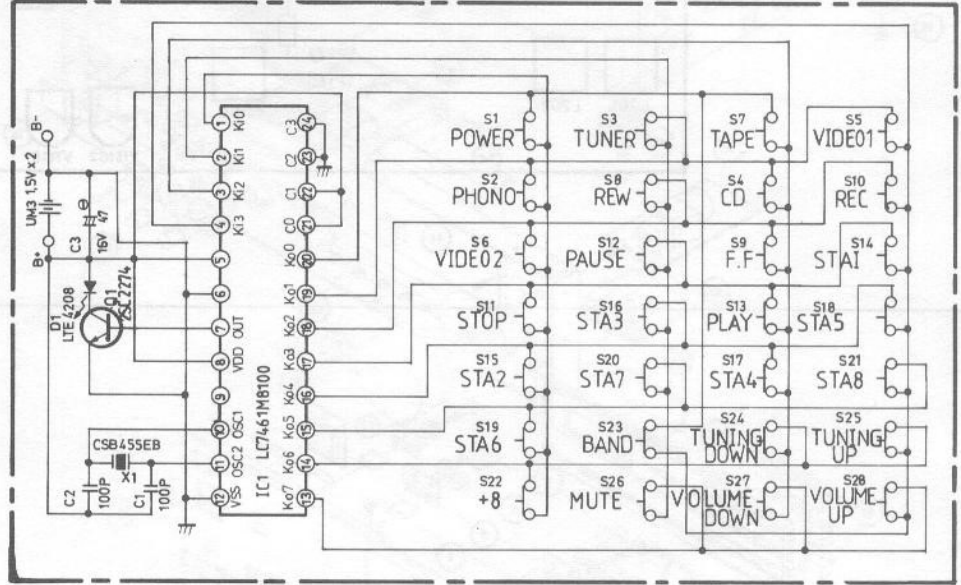 B-
UM3 1,5V x2
B+
⊖
47
16V
C3
D1
LTE 4208
Q1
2SC2274
CSB455EB
X1
C2
100P
C1
100P
1 Ki0
2 Ki1
3 Ki2
4 Ki3
5
6
7 OUT
8 VDD
9
10 OSC1
11 OSC2
12 VSS
IC1 LC7461M8100
24 C3
23 C2
22 C1
21 C0
20 Ko0
19 Ko1
18 Ko2
17 Ko3
16 Ko4
15 Ko5
14 Ko6
13 Ko7
S1 POWER
S3 TUNER
S7 TAPE
S5 VIDEO1
S2 PHONO
S8 REW
S4 CD
S10 REC
S6 VIDEO2
S12 PAUSE
S9 F.F
S14 STA1
S11 STOP
S16 STA3
S13 PLAY
S18 STA5
S15 STA2
S20 STA7
S17 STA4
S21 STA8
S19 STA6
S23 BAND
S24 TUNING DOWN
S25 TUNING UP
S22 +8
S26 MUTE
S27 VOLUME DOWN
S28 VOLUME UP